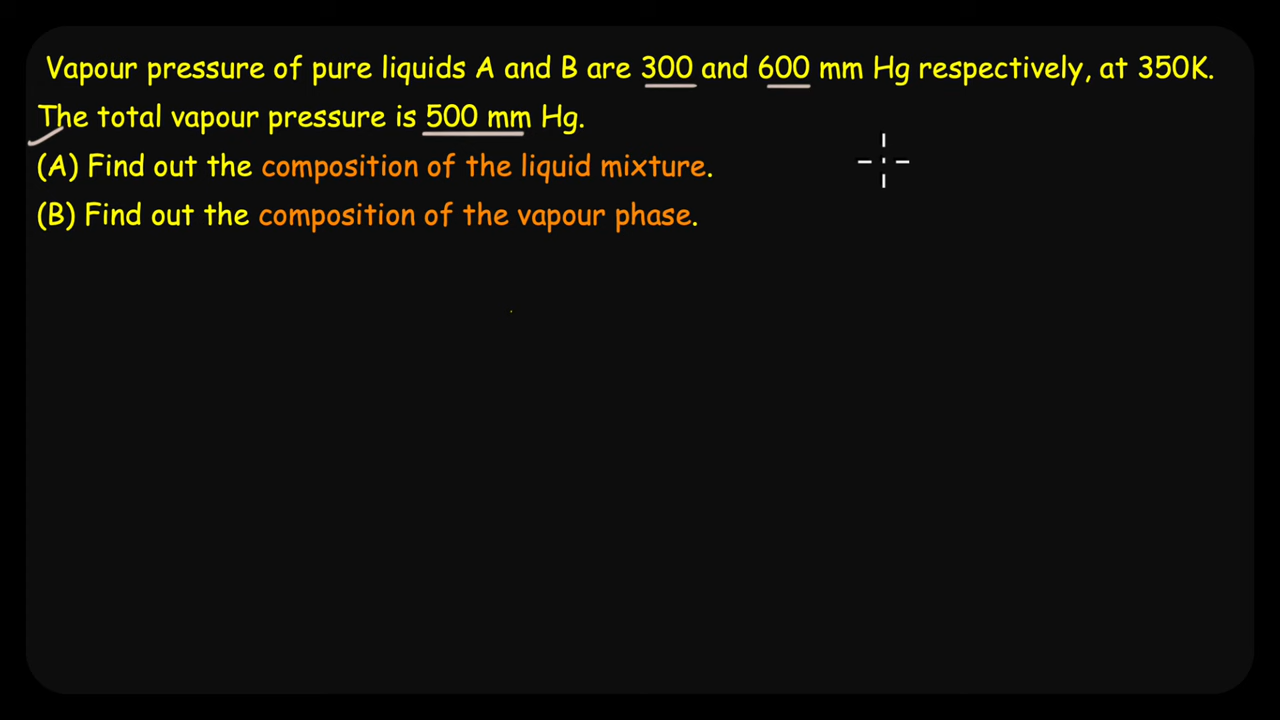 Vapour pressure of pure liquids A and B are 300 and 600 mm Hg respectively, at 350K.
The total vapour pressure is 500 mm Hg.
(A) Find out the composition of the liquid mixture.
(B) Find out the composition of the vapour phase.